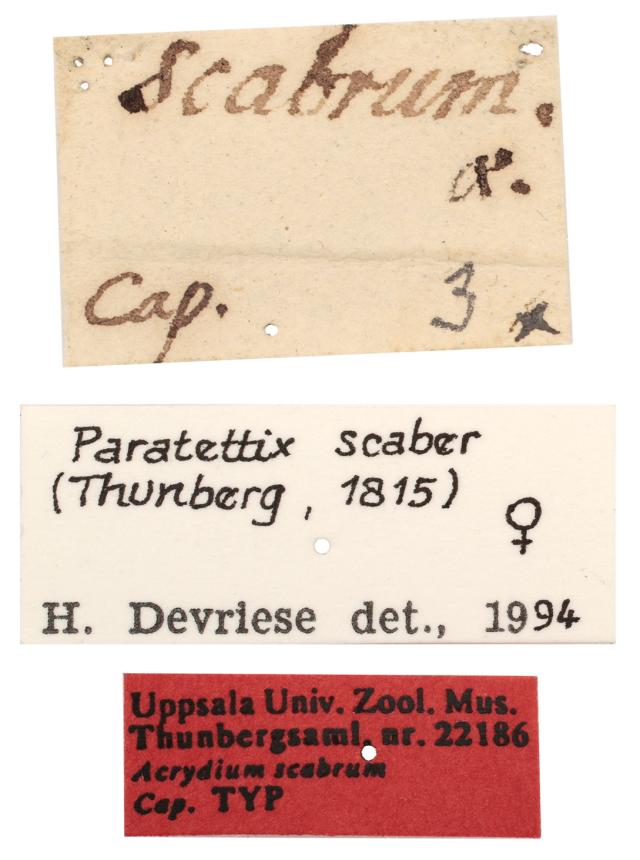 Scabrum.
α.
Cap. 3 ×
Paratettix scaber
(Thunberg, 1815)
♀
H. Devriese det., 1994
Uppsala Univ. Zool. Mus.
Thunbergsaml. nr. 22186
Acrydium scabrum
Cap. TYP